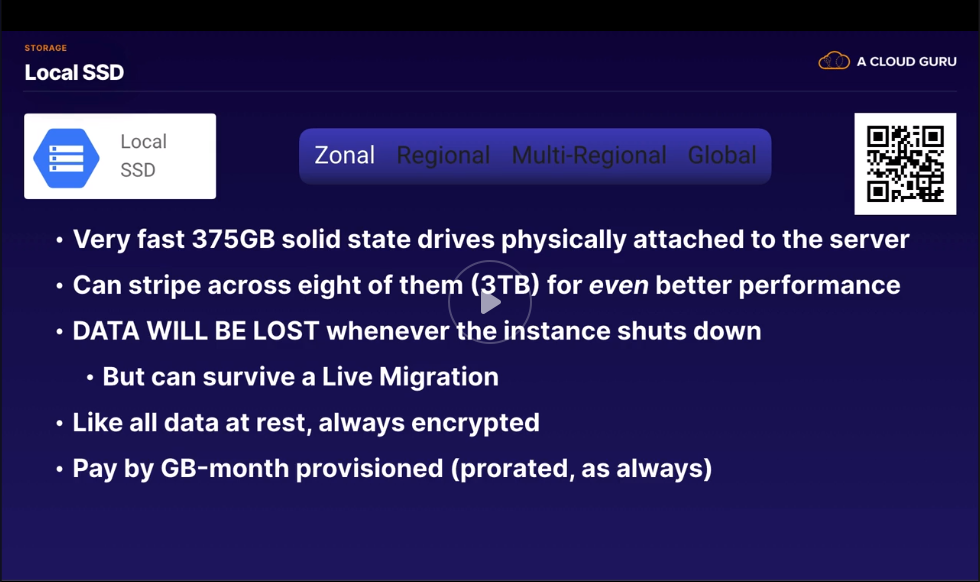 STORAGE
Local SSD
A CLOUD GURU
Local
SSD
Zonal Regional Multi-Regional Global
• Very fast 375GB solid state drives physically attached to the server
• Can stripe across eight of them (3TB) for even better performance
• DATA WILL BE LOST whenever the instance shuts down
• But can survive a Live Migration
• Like all data at rest, always encrypted
• Pay by GB-month provisioned (prorated, as always)